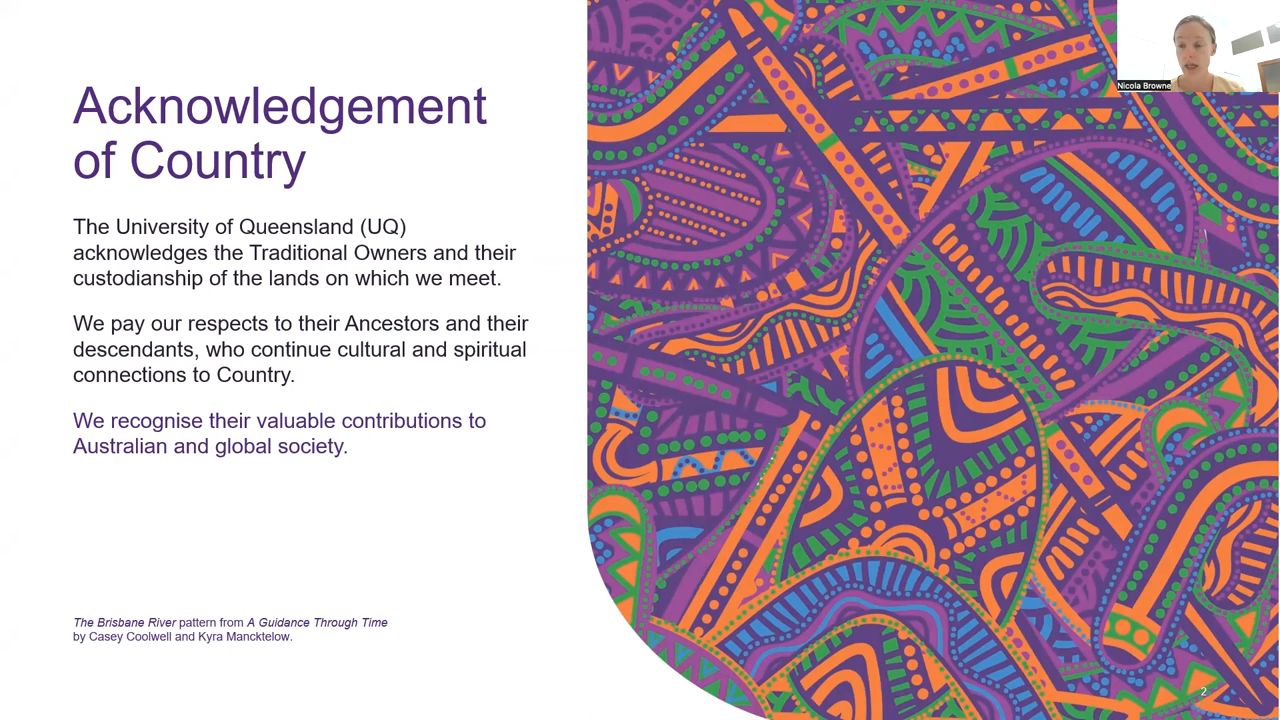 Acknowledgement
of Country
The University of Queensland (UQ)
acknowledges the Traditional Owners and their
custodianship of the lands on which we meet.
We pay our respects to their Ancestors and their
descendants, who continue cultural and spiritual
connections to Country.
We recognise their valuable contributions to
Australian and global society.
The Brisbane River pattern from A Guidance Through Time
by Casey Coolwell and Kyra Mancktelow.
Nicola Browne
2